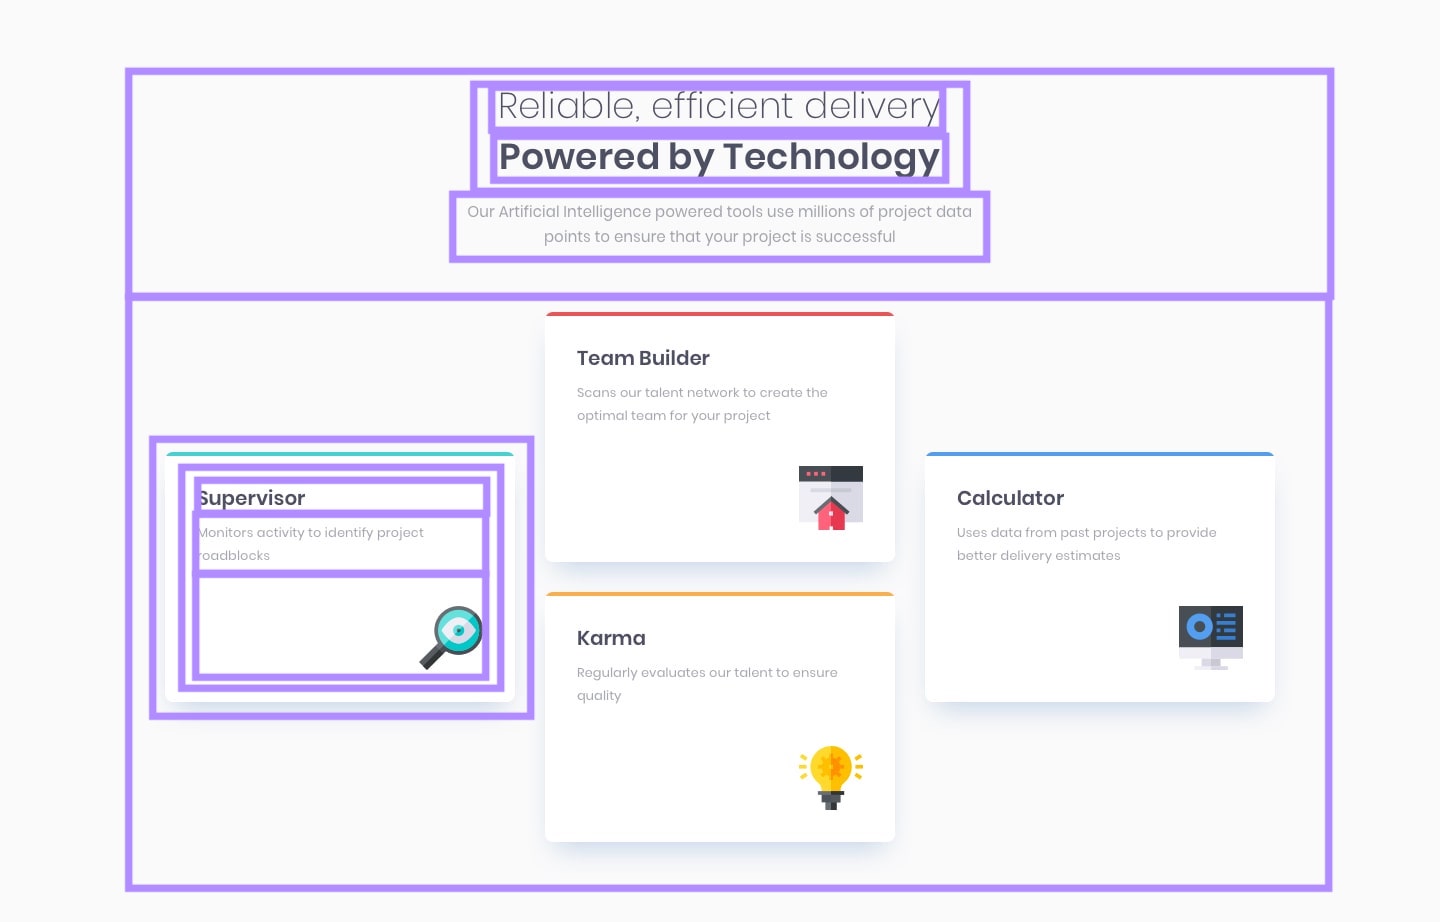 Reliable, efficient delivery
Powered by Technology
Our Artificial Intelligence powered tools use millions of project data
points to ensure that your project is successful
Supervisor
Monitors activity to identify project
roadblocks
Team Builder
Scans our talent network to create the
optimal team for your project
Karma
Regularly evaluates our talent to ensure
quality
Calculator
Uses data from past projects to provide
better delivery estimates